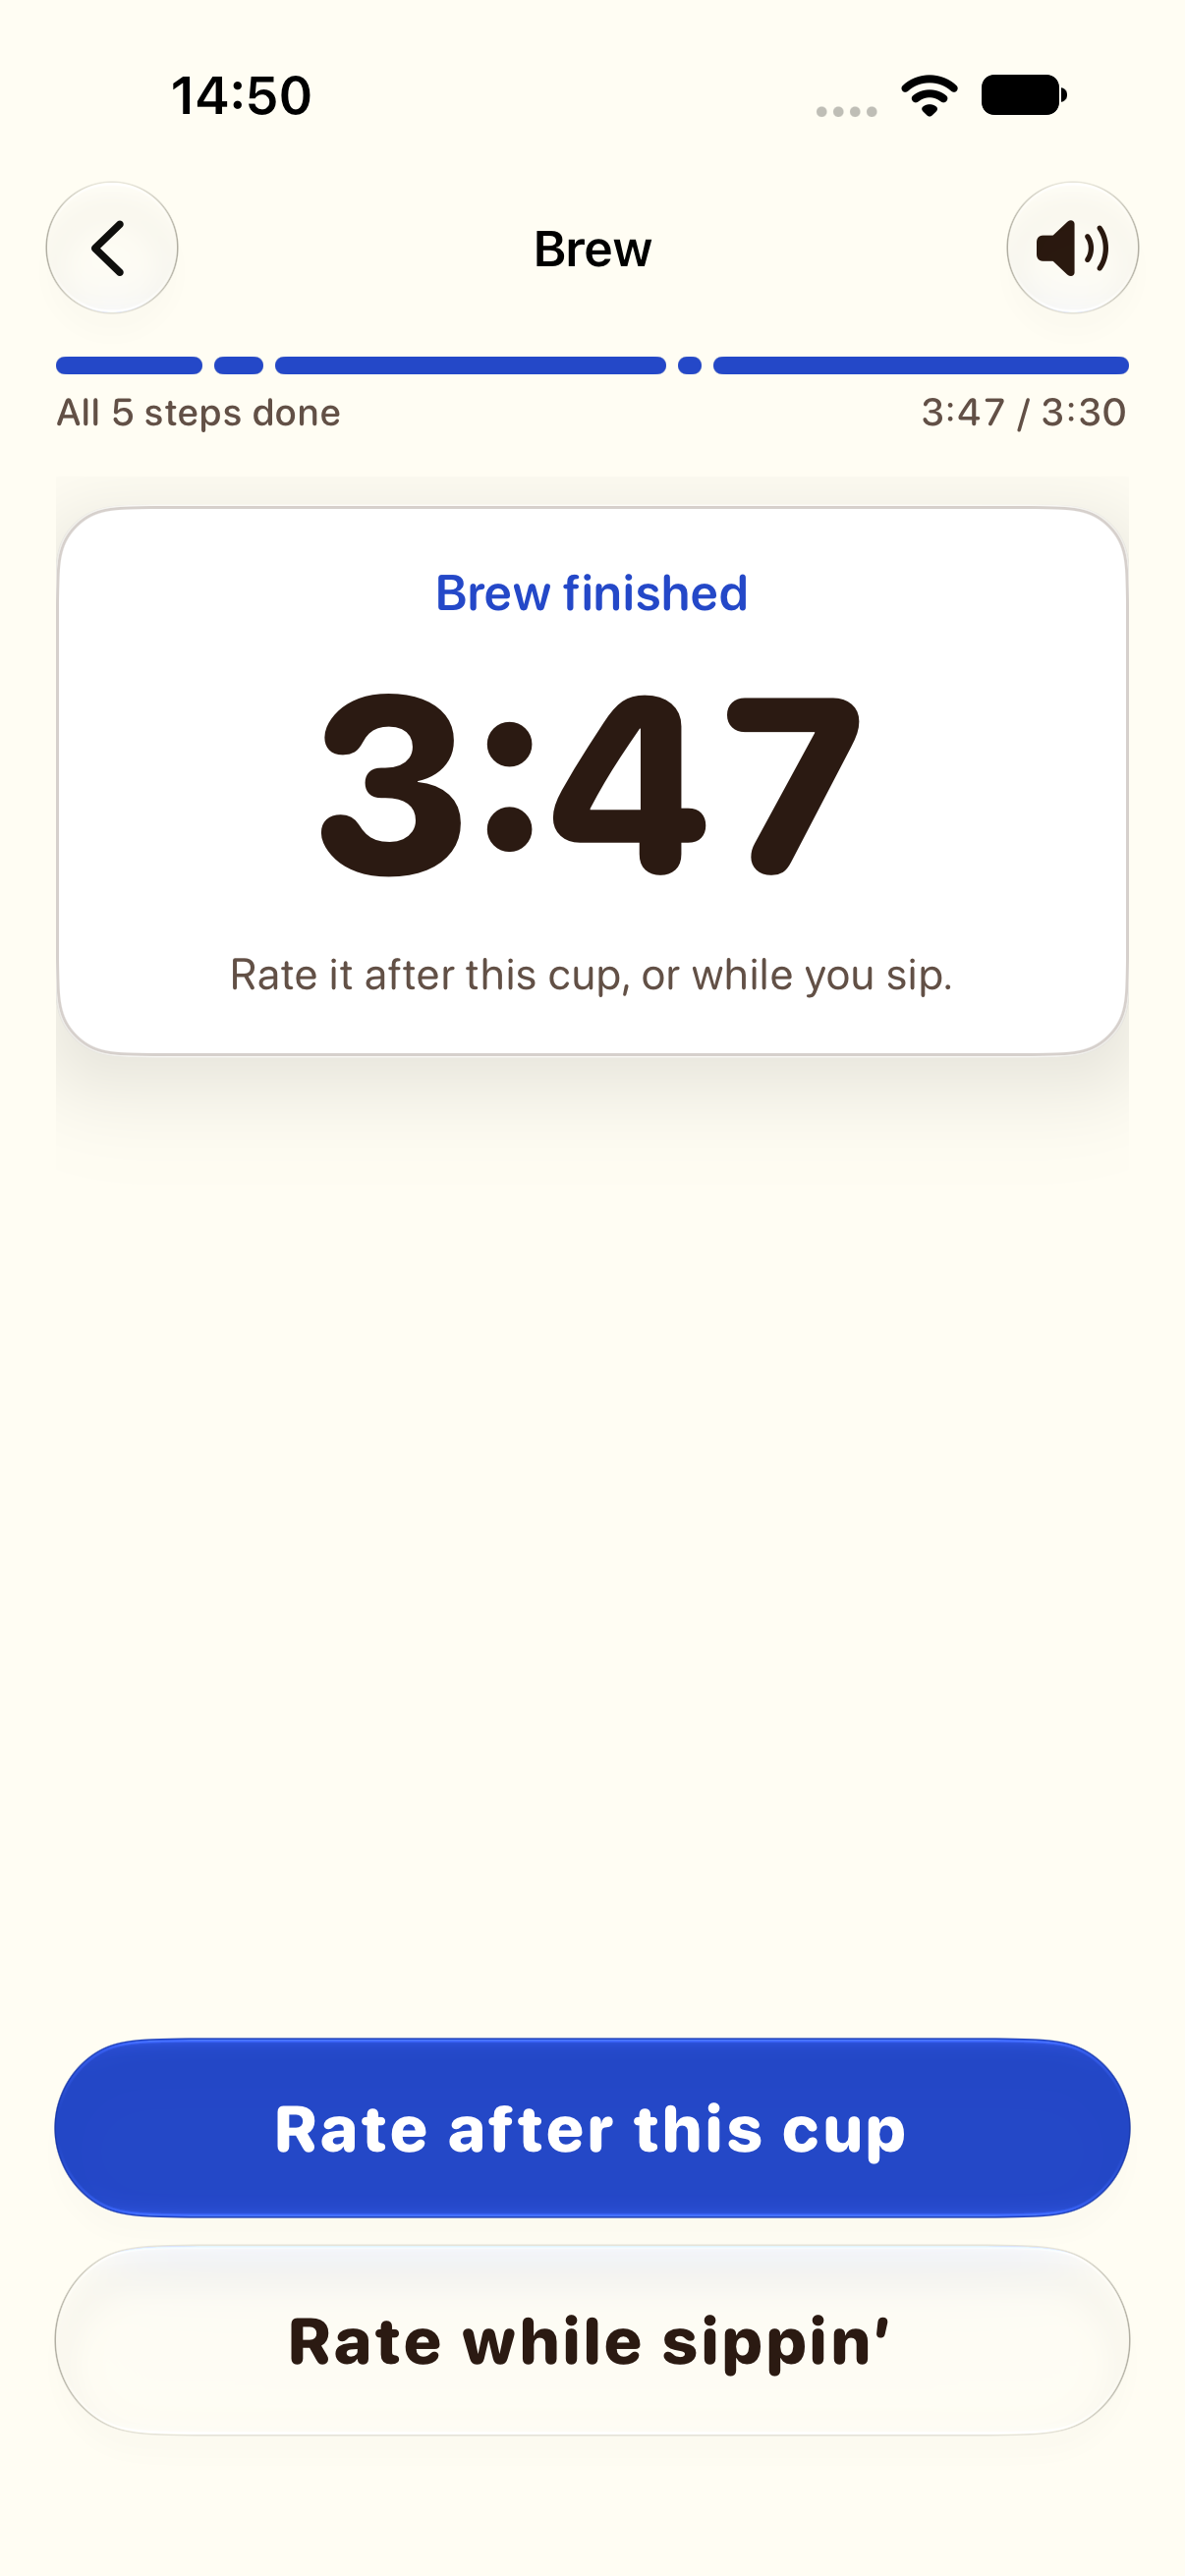 14:50
Brew
All 5 steps done
3:47 / 3:30
Brew finished
3:47
Rate it after this cup, or while you sip.
Rate after this cup
Rate while sippin’